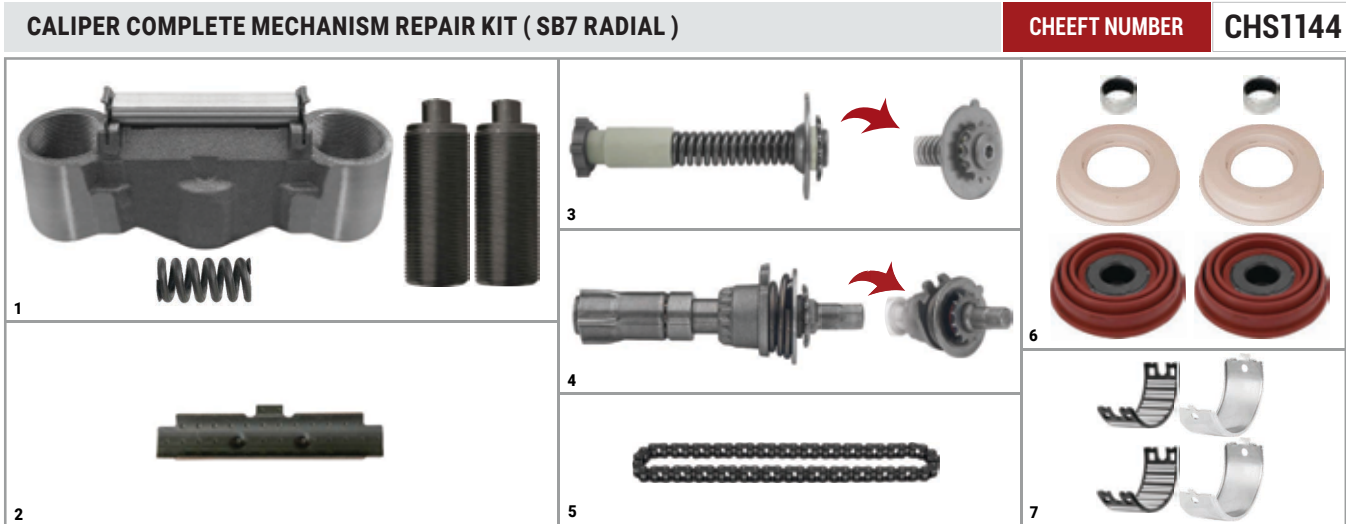 CALIPER COMPLETE MECHANISM REPAIR KIT ( SB7 RADIAL )
CHEEFT NUMBER
CHS1144
1
2
3
4
5
6
7